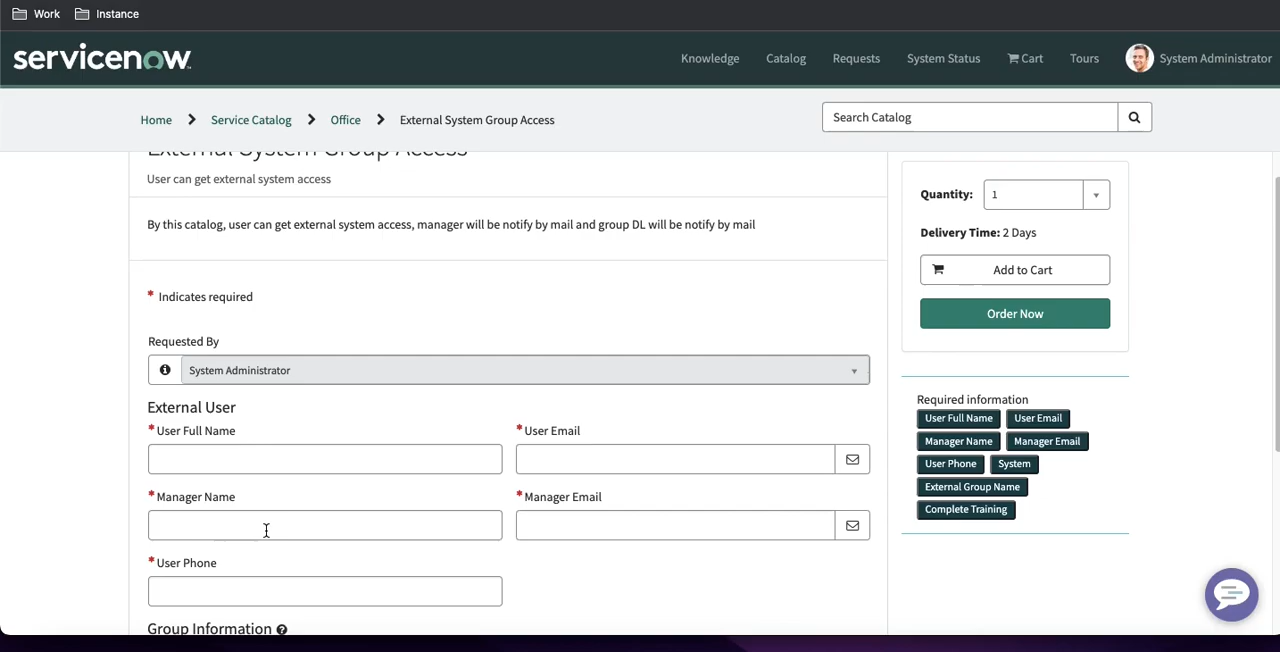 Work Instance
servicenow
Knowledge Catalog Requests System Status Cart Tours System Administrator
Home Service Catalog Office External System Group Access
Search Catalog
External System Group Access
User can get external system access
By this catalog, user can get external system access, manager will be notify by mail and group DL will be notify by mail
* Indicates required
Requested By
System Administrator
External User
* User Full Name
* User Email
* Manager Name
* Manager Email
* User Phone
Group Information
Quantity: 1
Delivery Time: 2 Days
Add to Cart
Order Now
Required information
User Full Name User Email
Manager Name Manager Email
User Phone System
External Group Name
Complete Training